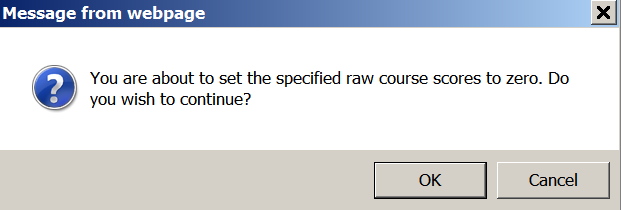 Message from webpage
You are about to set the specified raw course scores to zero. Do
you wish to continue?
OK
Cancel